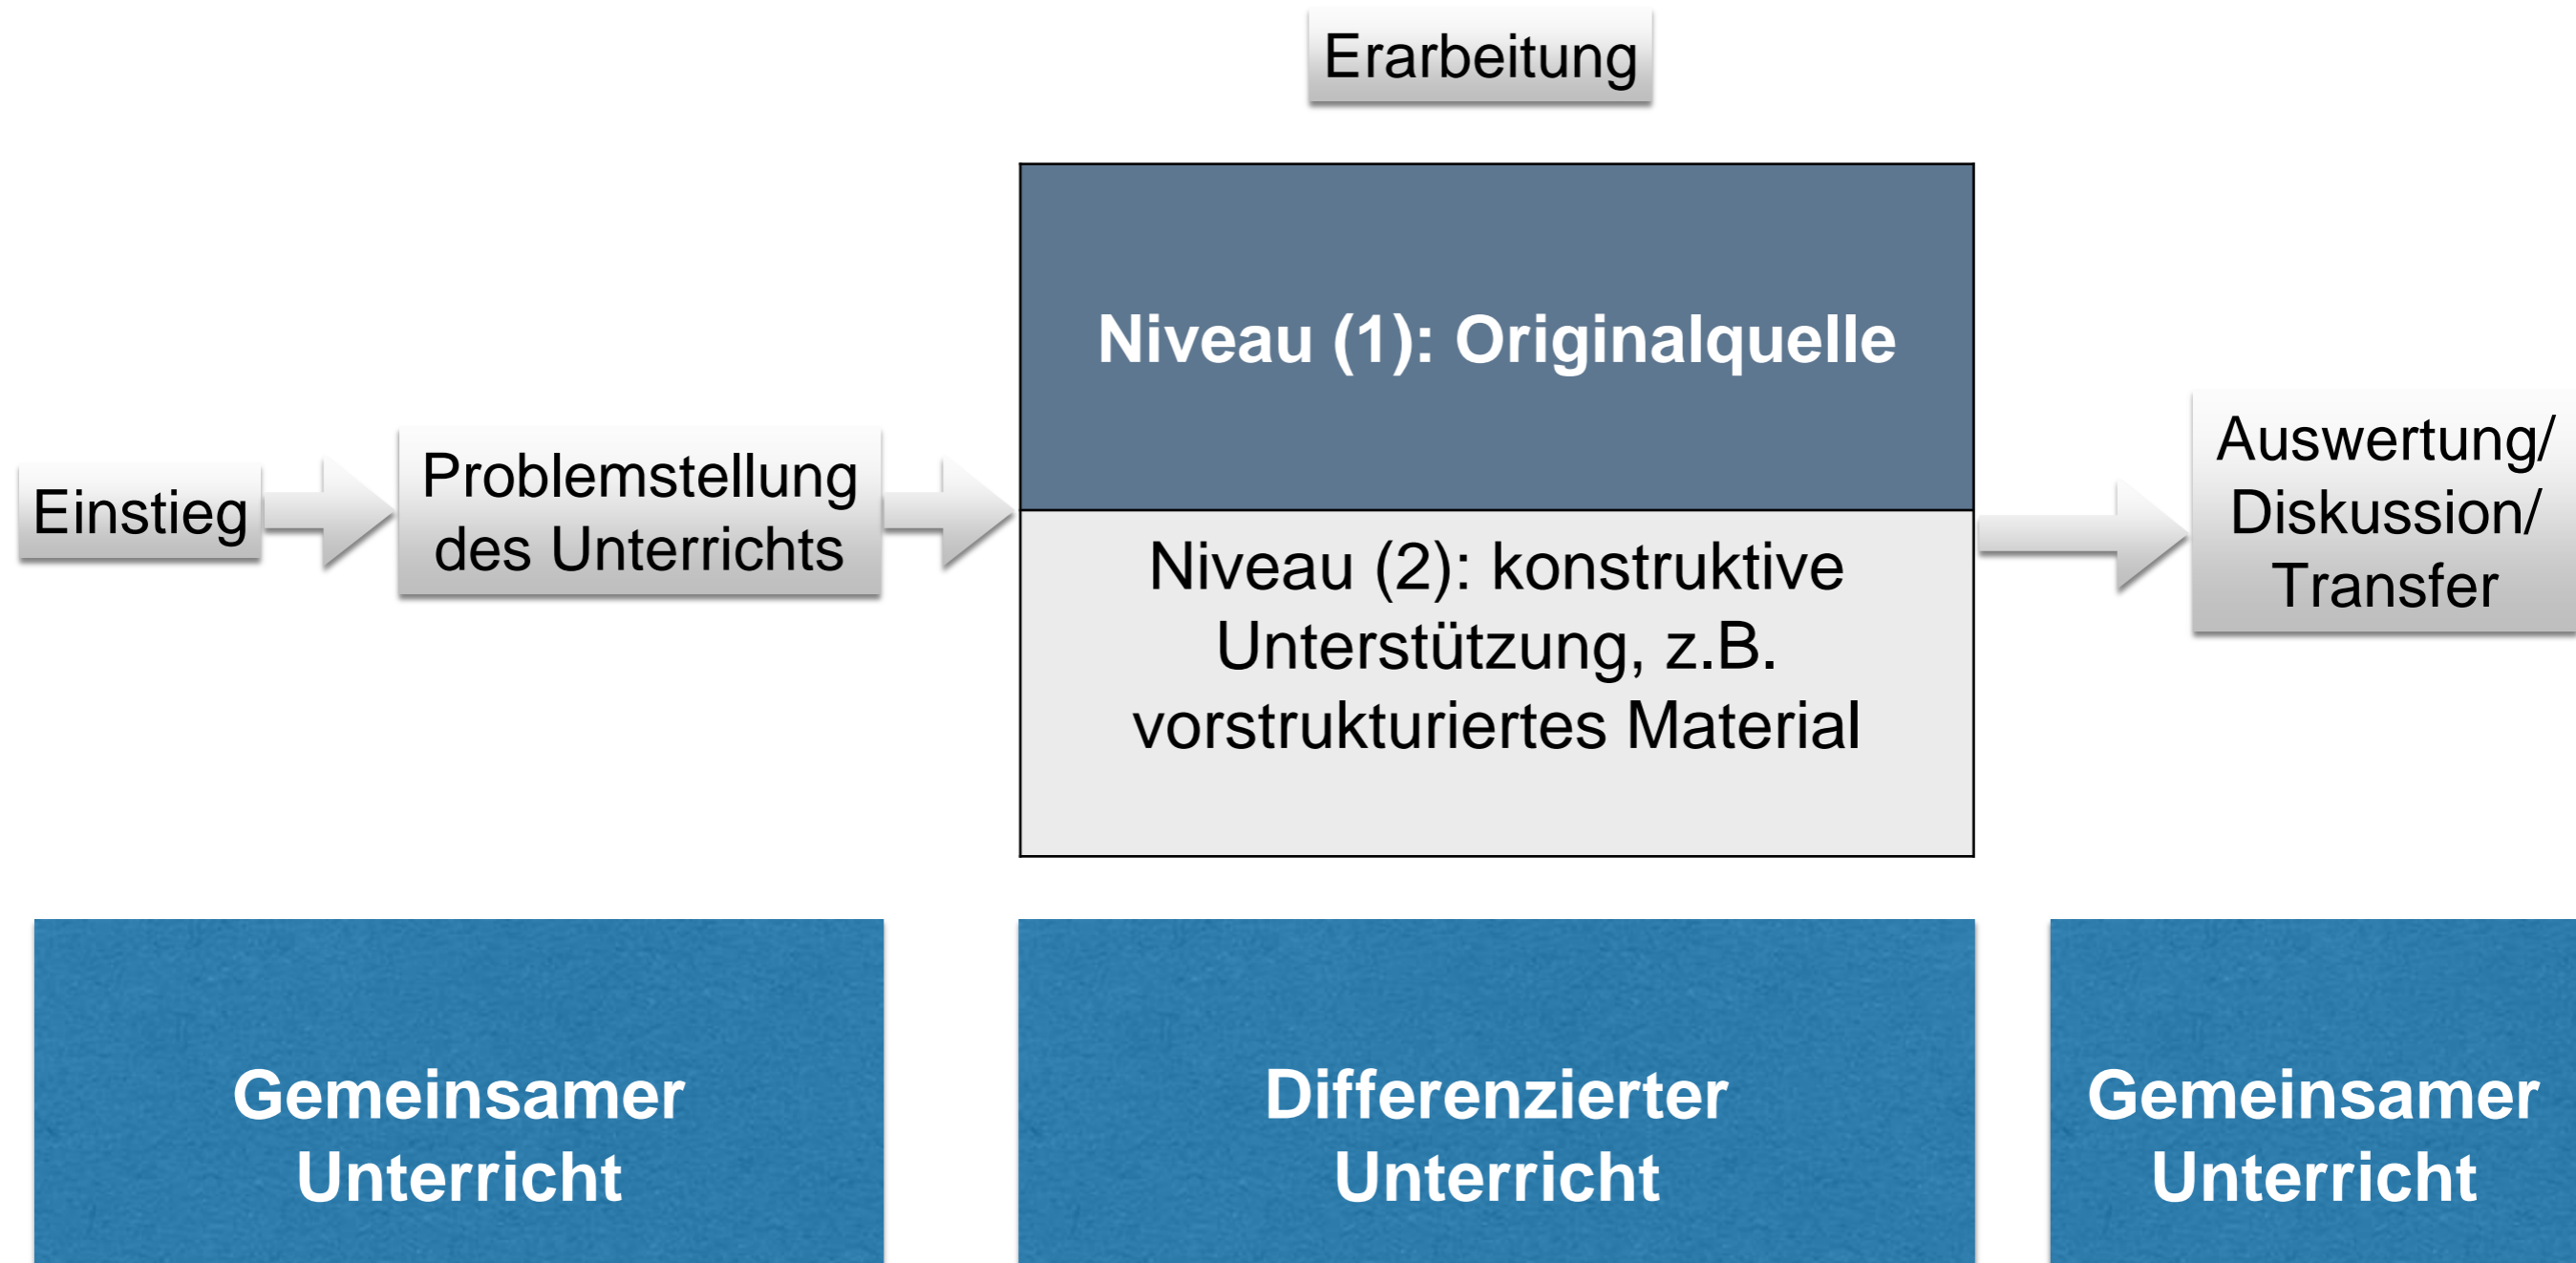 Erarbeitung
Niveau (1): Originalquelle
Einstieg
Problemstellung
des Unterrichts
Niveau (2): konstruktive
Unterstützung, z.B.
vorstrukturiertes Material
Auswertung/
Diskussion/
Transfer
Gemeinsamer
Unterricht
Differenzierter
Unterricht
Gemeinsamer
Unterricht